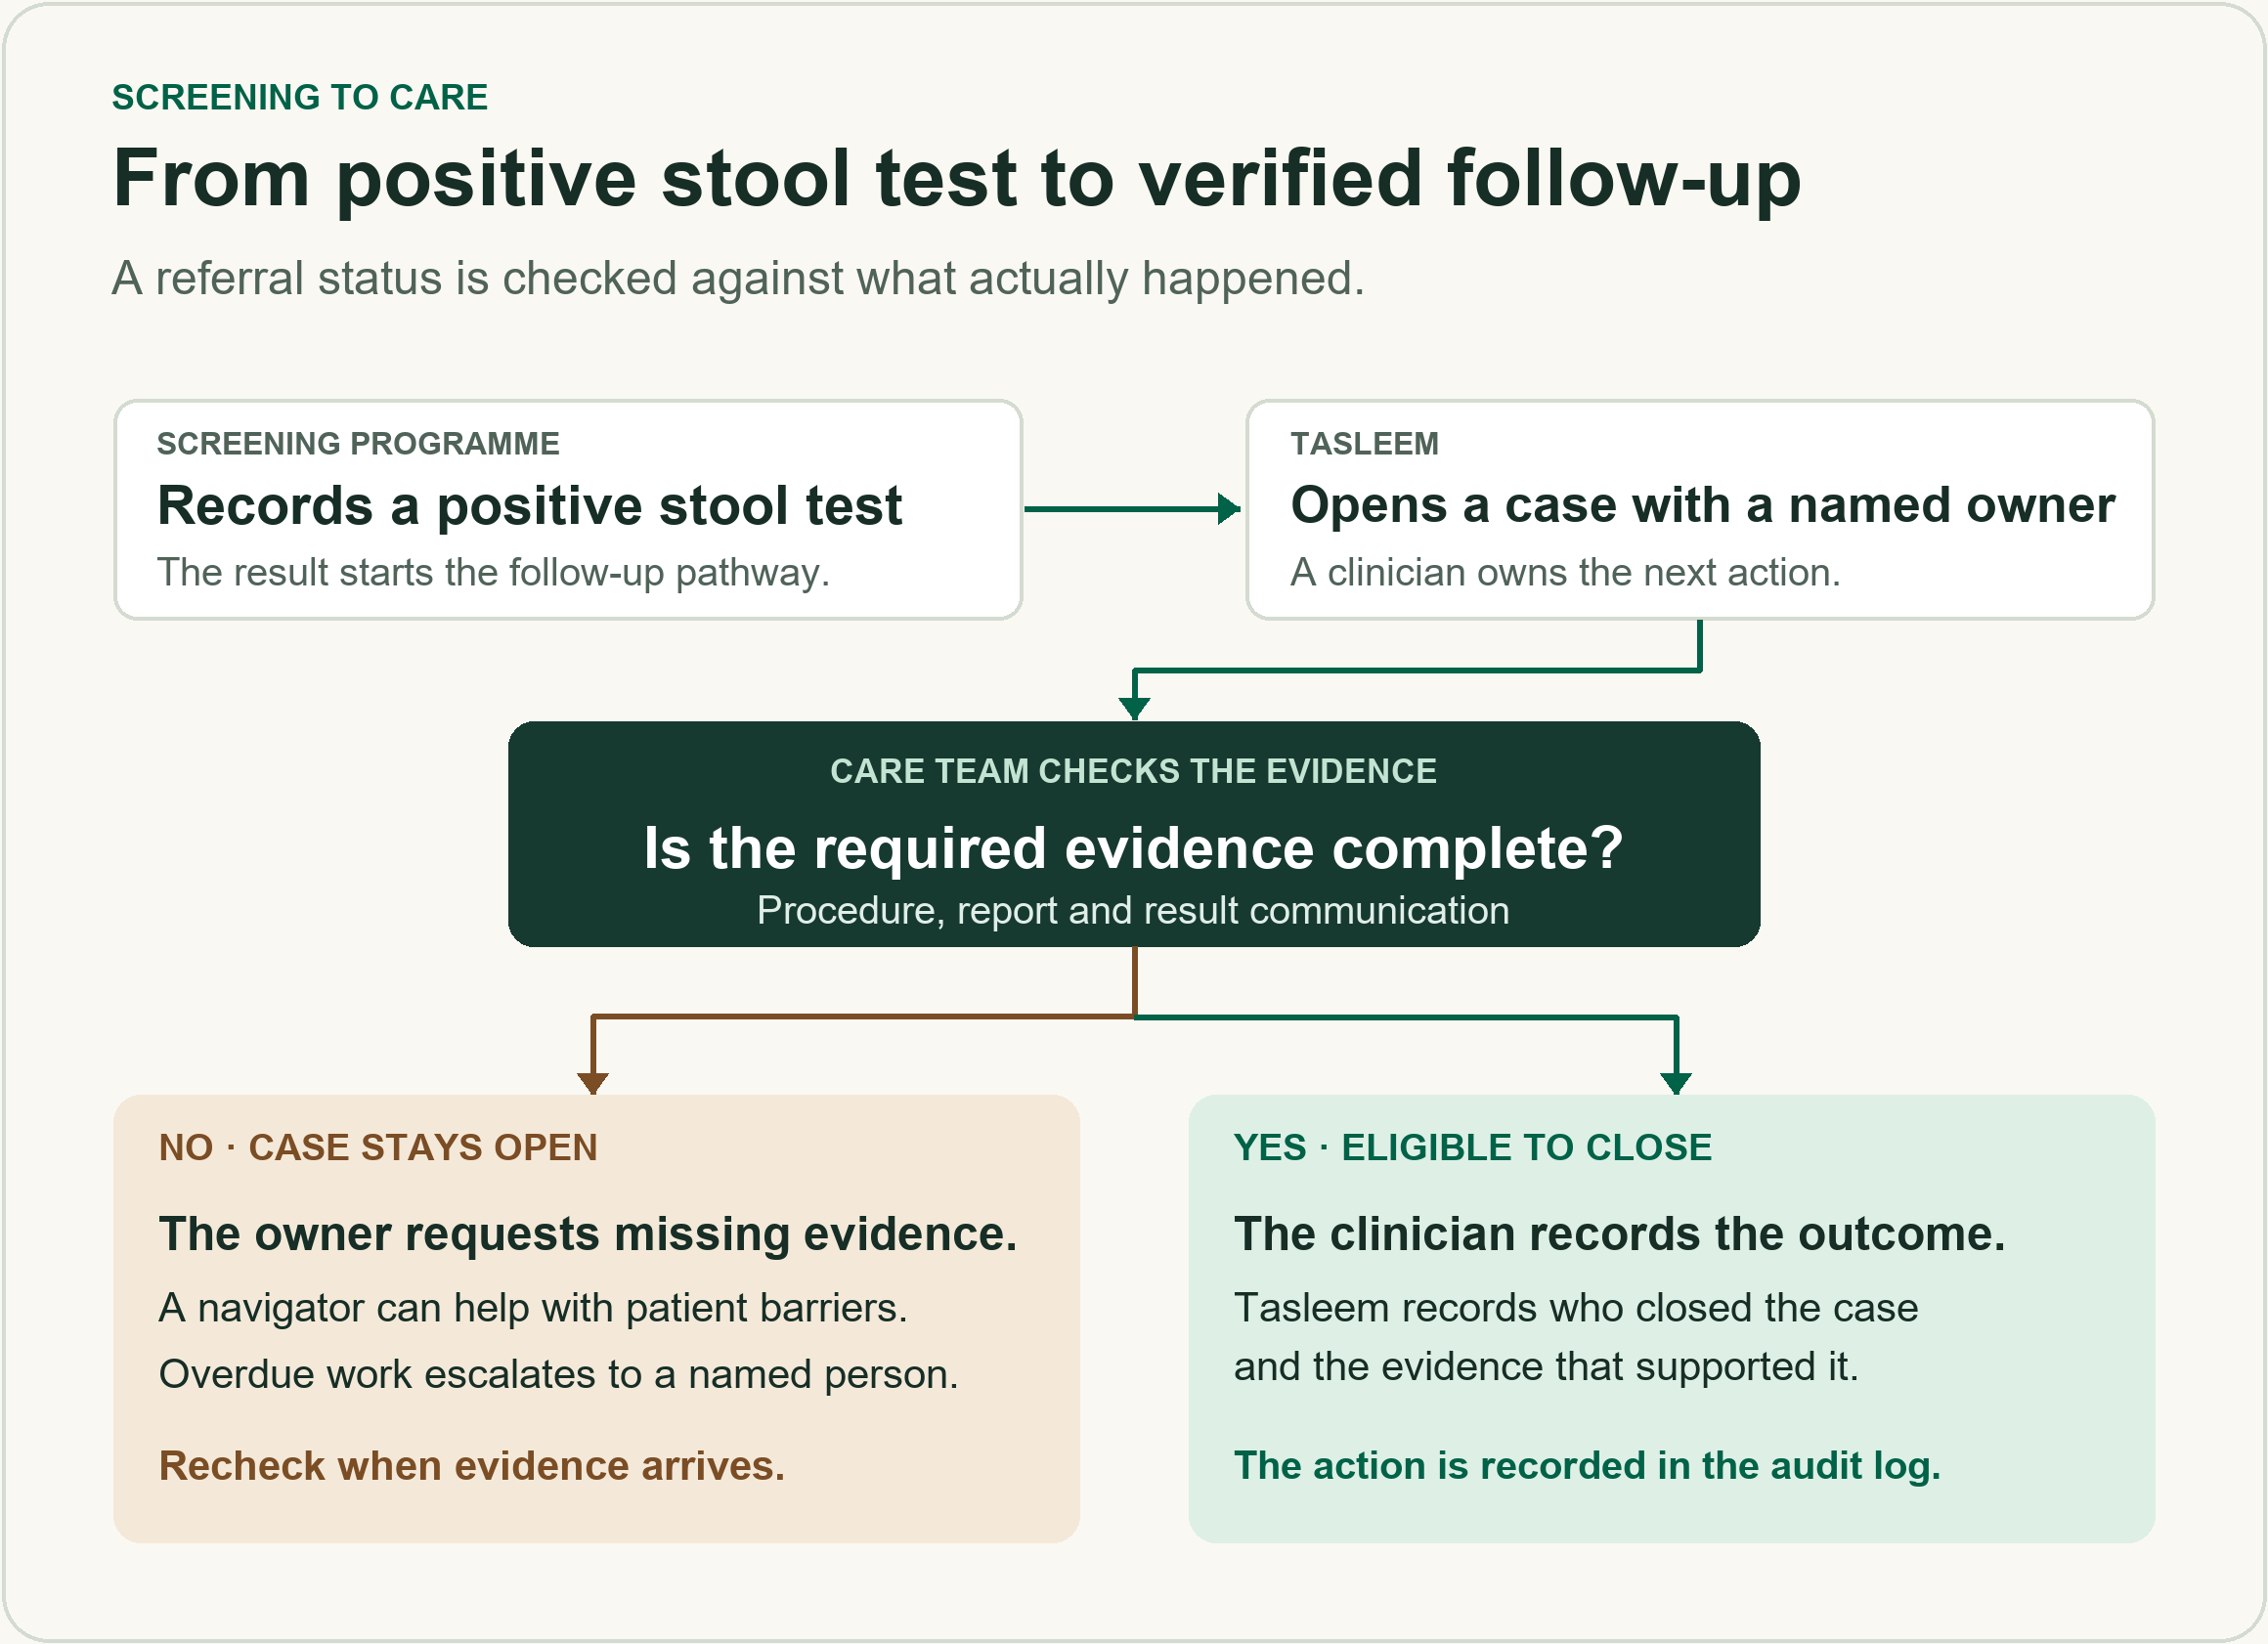 SCREENING TO CARE
From positive stool test to verified follow-up
A referral status is checked against what actually happened.
SCREENING PROGRAMME
Records a positive stool test
The result starts the follow-up pathway.
TASLEEM
Opens a case with a named owner
A clinician owns the next action.
CARE TEAM CHECKS THE EVIDENCE
Is the required evidence complete?
Procedure, report and result communication
NO · CASE STAYS OPEN
The owner requests missing evidence.
A navigator can help with patient barriers.
Overdue work escalates to a named person.
Recheck when evidence arrives.
YES · ELIGIBLE TO CLOSE
The clinician records the outcome.
Tasleem records who closed the case
and the evidence that supported it.
The action is recorded in the audit log.